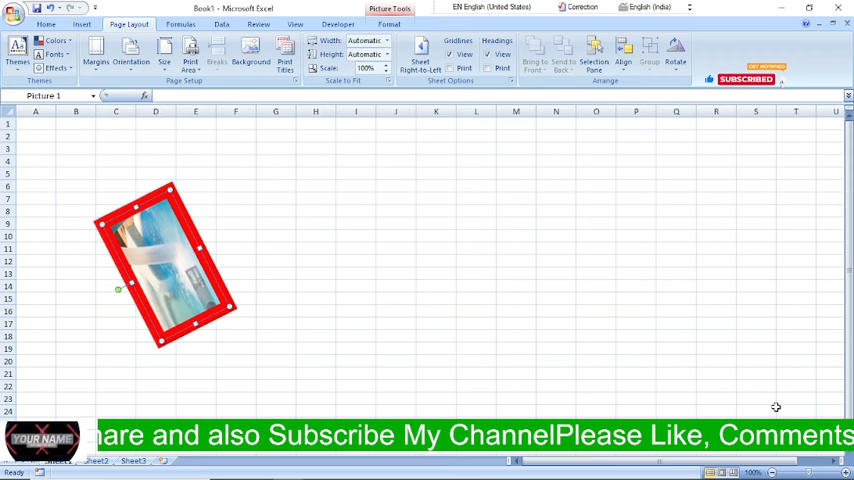 Book1 - Microsoft Excel
Picture Tools
EN English (United States)
Correction
English (India)
Home
Insert
Page Layout
Formulas
Data
Review
View
Developer
Format
Themes
Colors
Fonts
Effects
Themes
Margins
Orientation
Size
Print Area
Breaks
Background
Print Titles
Page Setup
Width: Automatic
Height: Automatic
Scale: 100%
Scale to Fit
Sheet Right-to-Left
Gridlines
View
Print
Headings
View
Print
Sheet Options
Bring to Front
Send to Back
Selection Pane
Align
Group
Rotate
Arrange
GET NOTIFIED
SUBSCRIBED
Picture 1
fx
A B C D E F G H I J K L M N O P Q R S T U
1
2
3
4
5
6
7
8
9
10
11
12
13
14
15
16
17
18
19
20
21
22
23
24
YOUR NAME
hare and also Subscribe My ChannelPlease Like, Comments
Sheet1 Sheet2 Sheet3
Ready
100%